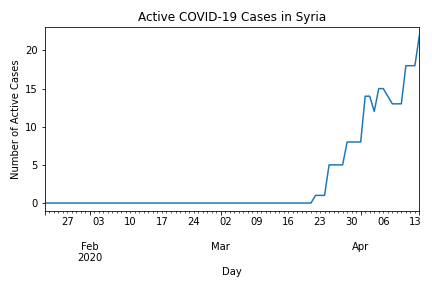 Active COVID-19 Cases in Syria
20
15
10
5
0
Number of Active Cases
27 03 10 17 24 02 09 16 23 30 06 13
Feb Mar Apr
2020
Day